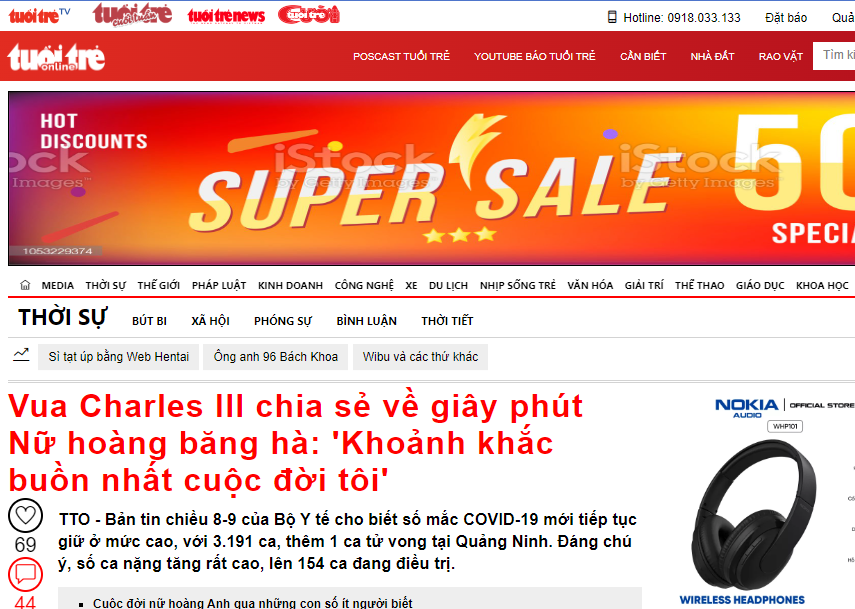 tuổi trẻ TV tuổi trẻ cuối tuần tuổi trẻ news tuổi trẻ cười Hotline: 0918.033.133 Đặt báo
tuổi trẻ online POSCAST TUỔI TRẺ YOUTUBE BÁO TUỔI TRẺ CẦN BIẾT NHÀ ĐẤT RAO VẶT Tìm
HOT
DISCOUNTS
iStock iStock
by Getty Images™ by Getty Images
SUPER SALE
50
SPECIA
1053229374
MEDIA THỜI SỰ THẾ GIỚI PHÁP LUẬT KINH DOANH CÔNG NGHỆ XE DU LỊCH NHỊP SỐNG TRẺ VĂN HÓA GIẢI TRÍ THỂ THAO GIÁO DỤC KHOA HỌC
THỜI SỰ BÚT BI XÃ HỘI PHÓNG SỰ BÌNH LUẬN THỜI TIẾT
Sì tạt úp bằng Web Hentai Ông anh 96 Bách Khoa Wibu và các thứ khác
Vua Charles III chia sẻ về giây phút
Nữ hoàng băng hà: 'Khoảnh khắc
buồn nhất cuộc đời tôi'
69
44
TTO - Bản tin chiều 8-9 của Bộ Y tế cho biết số mắc COVID-19 mới tiếp tục
giữ ở mức cao, với 3.191 ca, thêm 1 ca tử vong tại Quảng Ninh. Đáng chú
ý, số ca nặng tăng rất cao, lên 154 ca đang điều trị.
Cuộc đời nữ hoàng Anh qua những con số ít người biết
NOKIA OFFICIAL STORE
AUDIO
WHP101
WIRELESS HEADPHONES